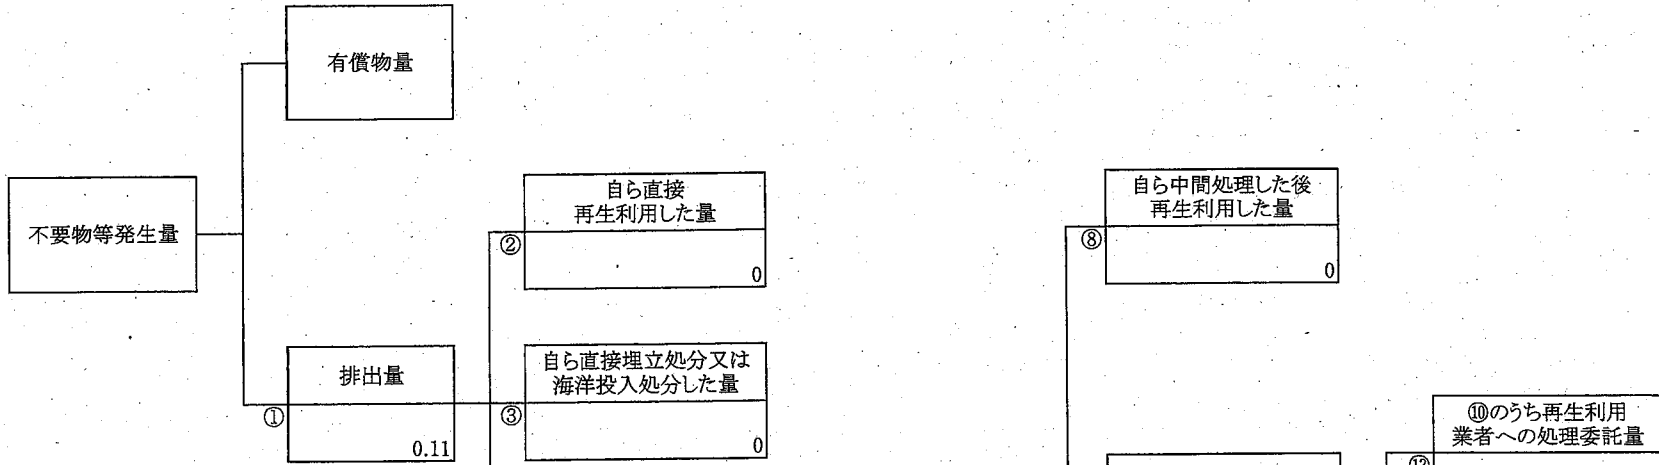 有償物量
不要物等発生量
自ら直接
再生利用した量
②
0
自ら中間処理した後
再生利用した量
⑧
0
排出量
①
0.11
自ら直接埋立処分又は
海洋投入処分した量
③
0
⑩のうち再生利用
業者への処理委託量
⑫